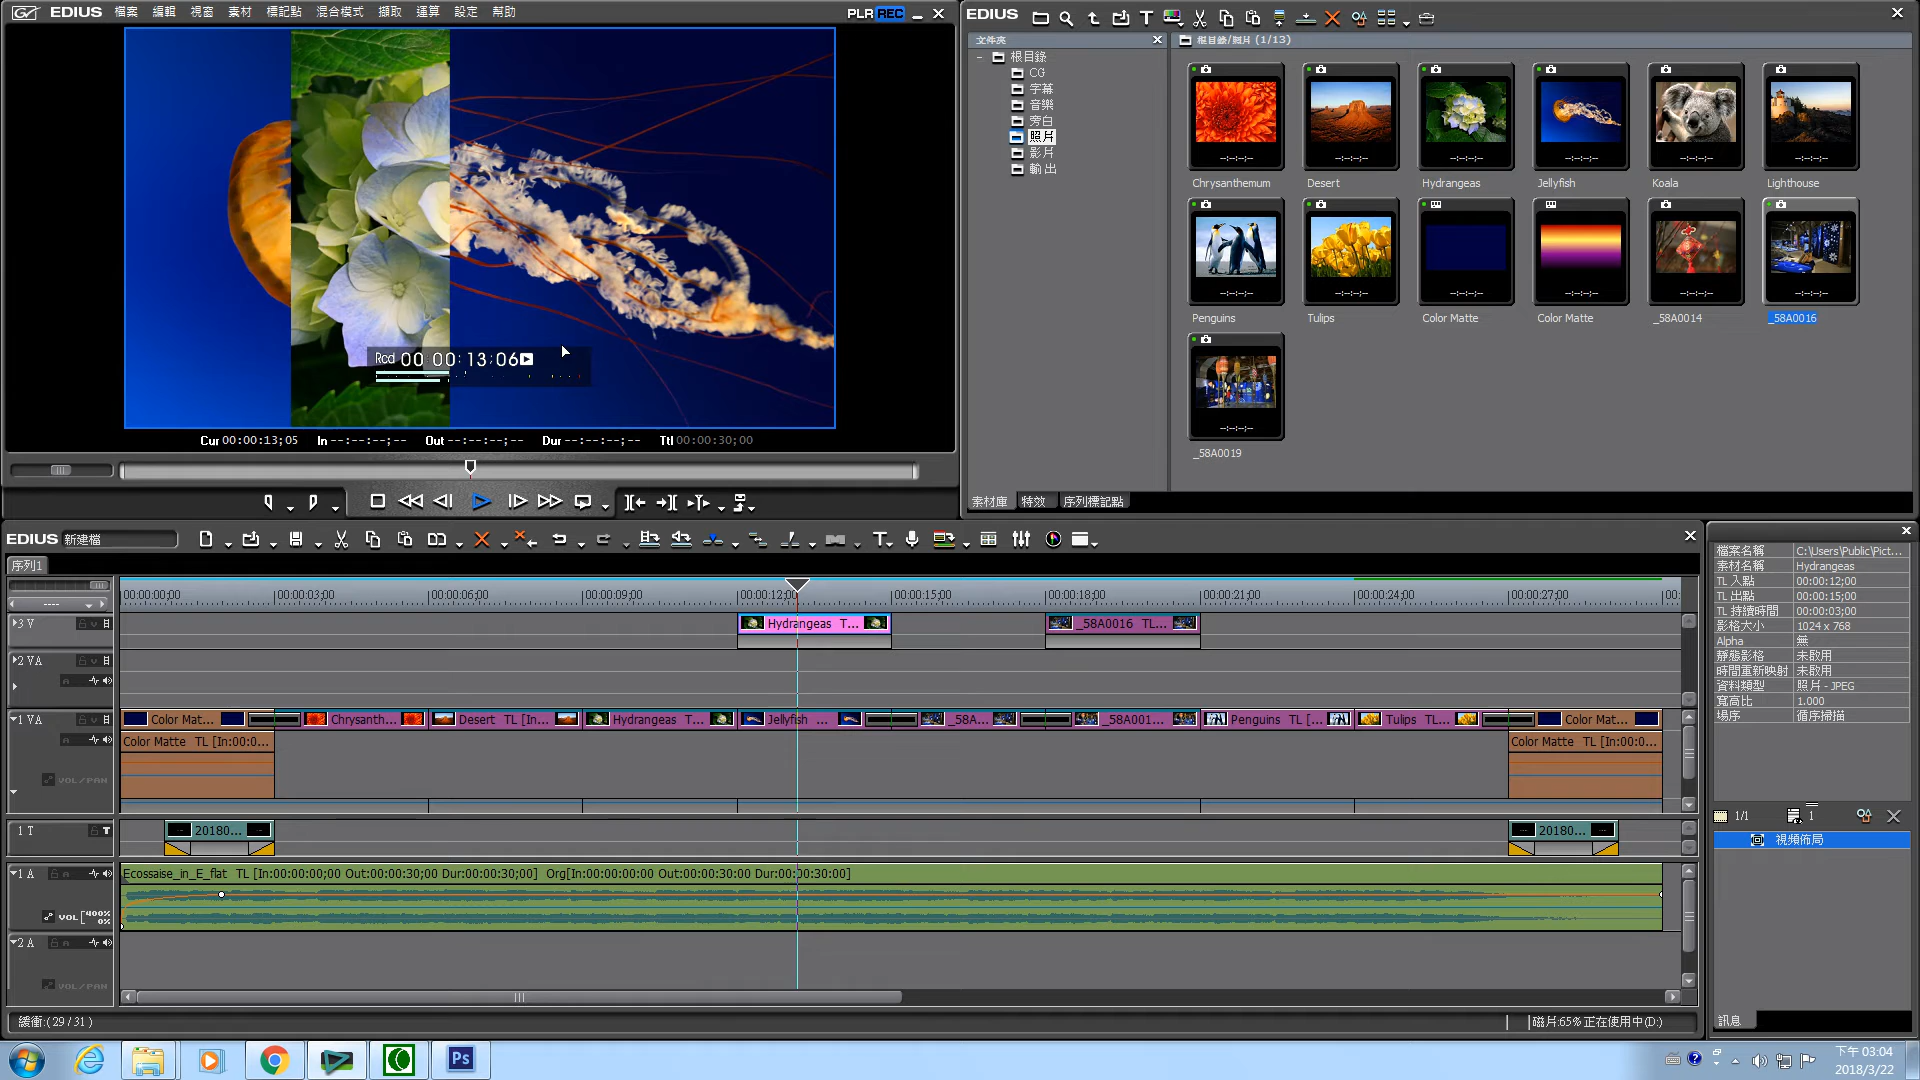 EDIUS 檔案 編輯 視窗 素材 標記點 混合模式 擷取 運算 設定 幫助 PLR REC
Rcd 00 00:13;06
Cur 00:00:13;05 In --:--:--;-- Out --:--:--;-- Dur --:--:--;-- Ttl 00:00:30;00
EDIUS
文件夾
根目錄
CG
字幕
音樂
旁白
照片
影片
輸出
根目錄/照片 (1/13)
Chrysanthemum Desert Hydrangeas Jellyfish Koala Lighthouse
Penguins Tulips Color Matte Color Matte _58A0014 _58A0016
_58A0019
素材庫 特效 序列標記點
EDIUS 新建檔
序列1
00:00:00;00 00:00:03;00 00:00:06;00 00:00:09;00 00:00:12;00 00:00:15;00 00:00:18;00 00:00:21;00 00:00:24;00 00:00:27;00 00:
3 V Hydrangeas T... _58A0016 TL...
2 VA
1 VA Color Mat... Chrysanth... Desert TL [In... Hydrangeas T... Jellyfish ... _58A... _58A001... Penguins TL [... Tulips TL... Color Mat...
Color Matte TL [In:00:0... Color Matte TL [In:00:0...
VOL/PAN
1 T 20180... 20180...
1 A Ecossaise_in_E_flat TL [In:00:00:00;00 Out:00:00:30;00 Dur:00:00:30;00] Org[In:00:00:00:00 Out:00:00:30:00 Dur:00:00:30:00]
VOL [400% 0%
2 A
VOL/PAN
緩衝:(29/31) 磁片:65% 正在使用中(D:)
檔案名稱 C:\Users\Public\Pict...
素材名稱 Hydrangeas
TL 入點 00:00:12;00
TL 出點 00:00:15;00
TL 持續時間 00:00:03;00
影格大小 1024 x 768
Alpha 無
靜態影格 未啟用
時間重新映射 未啟用
資料類型 照片 - JPEG
寬高比 1.000
場序 循序掃描
1/1 1
視頻佈局
訊息
Ps
下午 03:04
2018/3/22